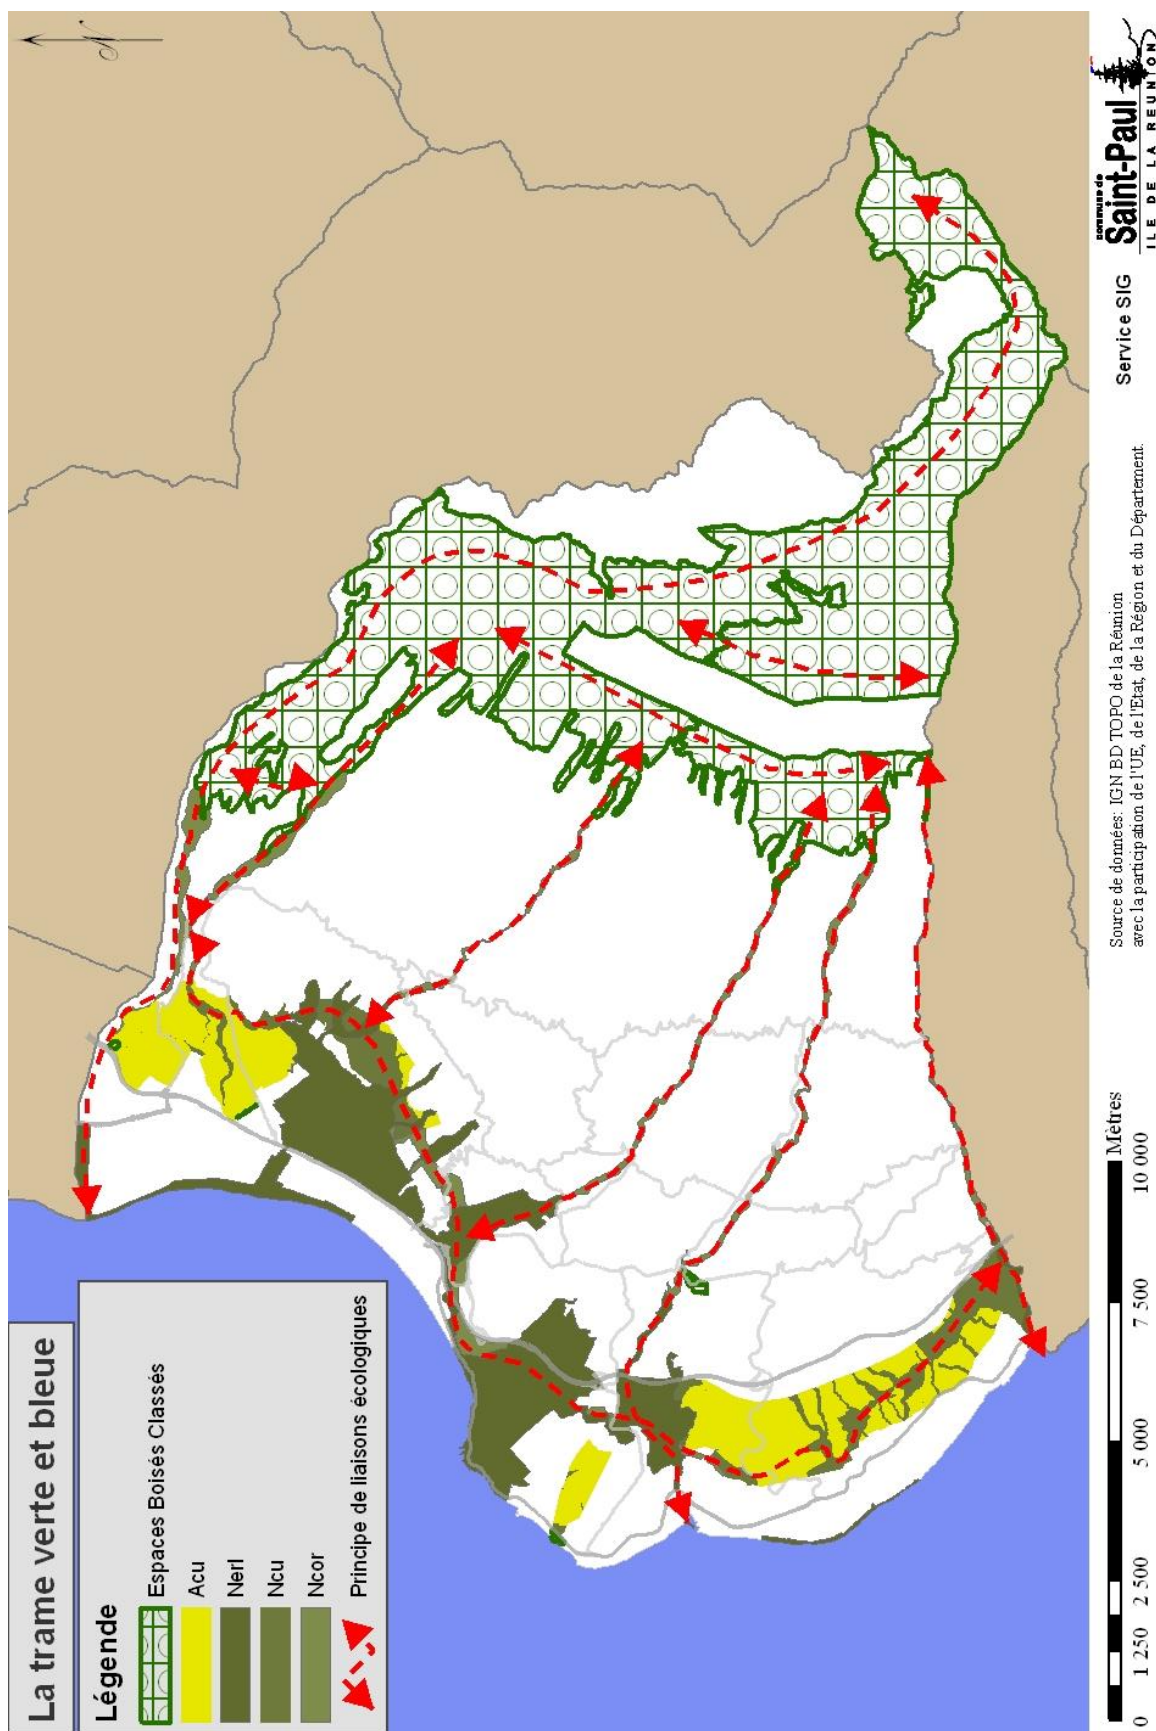 La trame verte et bleue
Légende
Espaces Boisés Classés
Acu
Nerl
Ncu
Ncor
Principe de liaisons écologiques
N
0 1 250 2 500 5 000 7 500 10 000 Mètres
Source de données: IGN BD TOPO de la Réunion
avec la participation de l'UE, de l'Etat, de la Région et du Département.
Service SIG
commune de
Saint-Paul
ILE DE LA REUNION